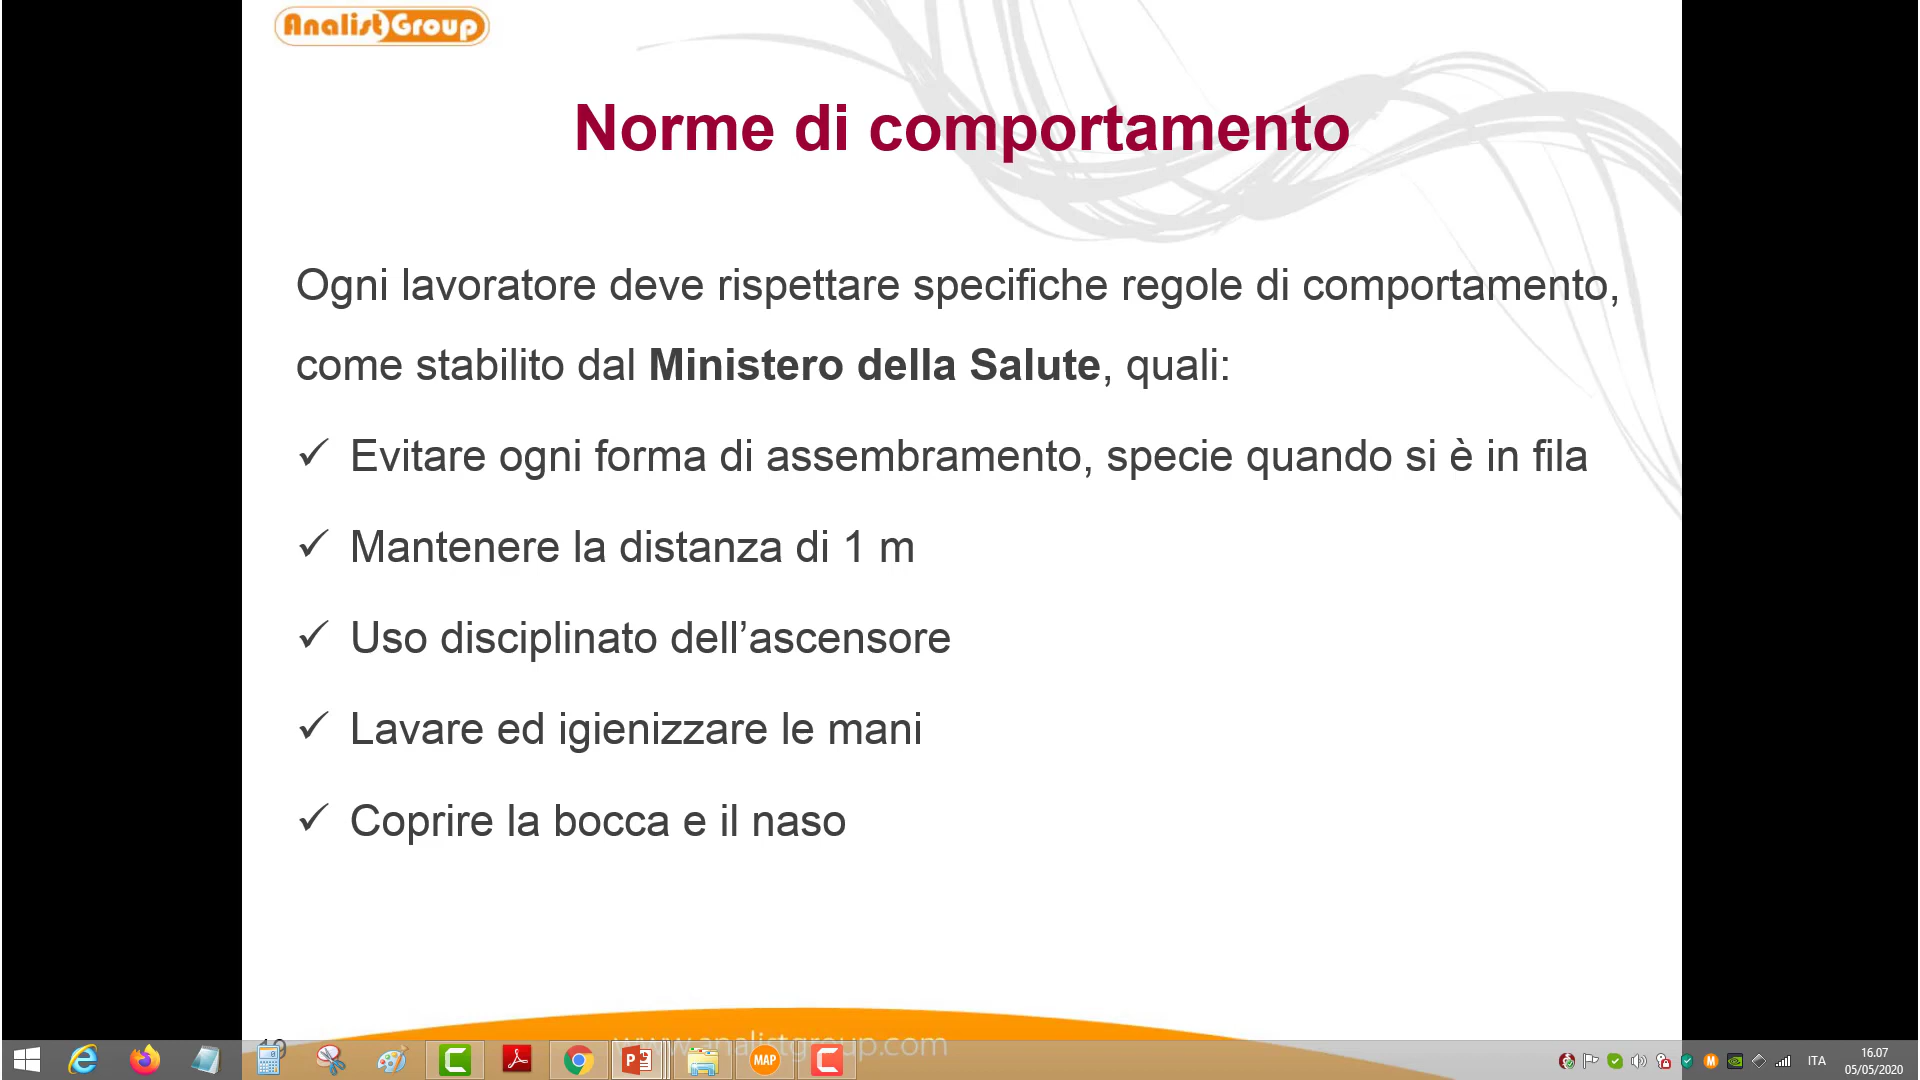 AnalistGroup
Norme di comportamento
Ogni lavoratore deve rispettare specifiche regole di comportamento,
come stabilito dal Ministero della Salute, quali:
✓ Evitare ogni forma di assembramento, specie quando si è in fila
✓ Mantenere la distanza di 1 m
✓ Uso disciplinato dell’ascensore
✓ Lavare ed igienizzare le mani
✓ Coprire la bocca e il naso
www.analistgroup.com
MAP
ITA
16.07
05/05/2020